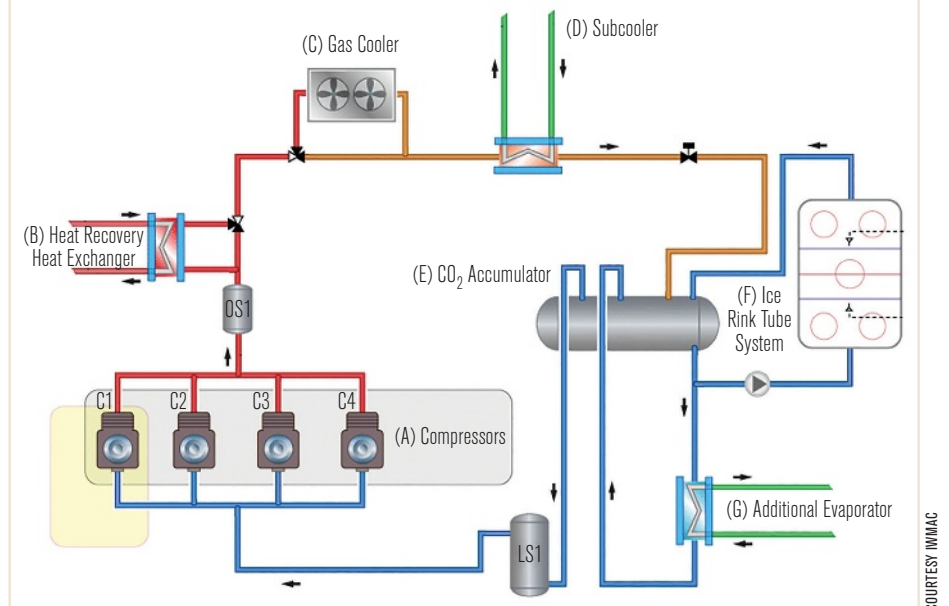 (C) Gas Cooler
(D) Subcooler
(B) Heat Recovery
Heat Exchanger
(E) CO2 Accumulator
(F) Ice
Rink Tube
System
OS1
C1
C2
C3
C4
(A) Compressors
(G) Additional Evaporator
LS1
COURTESY IWMAC